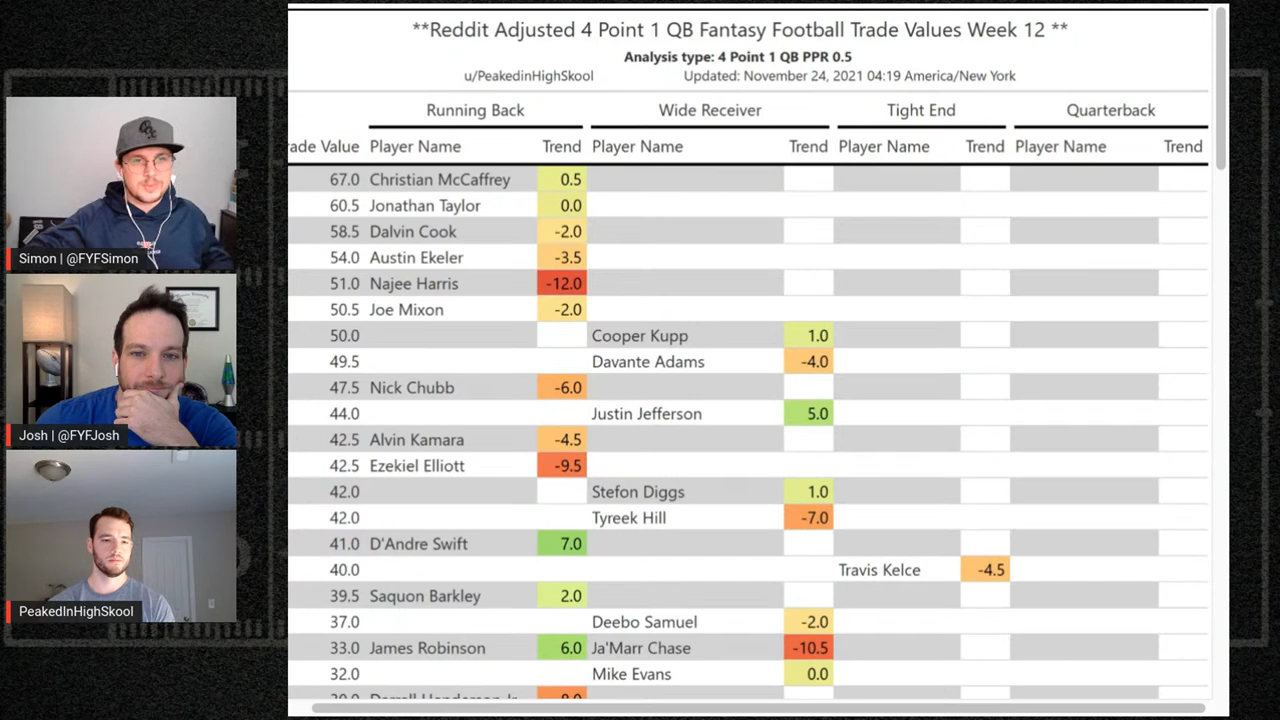 **Reddit Adjusted 4 Point 1 QB Fantasy Football Trade Values Week 12 **
Analysis type: 4 Point 1 QB PPR 0.5
u/PeakedinHighSkool Updated: November 24, 2021 04:19 America/New York
Running Back Wide Receiver Tight End Quarterback
rade Value Player Name Trend Player Name Trend Player Name Trend Player Name Trend
67.0 Christian McCaffrey 0.5
60.5 Jonathan Taylor 0.0
58.5 Dalvin Cook -2.0
54.0 Austin Ekeler -3.5
51.0 Najee Harris -12.0
50.5 Joe Mixon -2.0
50.0 Cooper Kupp 1.0
49.5 Davante Adams -4.0
47.5 Nick Chubb -6.0
44.0 Justin Jefferson 5.0
42.5 Alvin Kamara -4.5
42.5 Ezekiel Elliott -9.5
42.0 Stefon Diggs 1.0
42.0 Tyreek Hill -7.0
41.0 D'Andre Swift 7.0
40.0 Travis Kelce -4.5
39.5 Saquon Barkley 2.0
37.0 Deebo Samuel -2.0
33.0 James Robinson 6.0 Ja'Marr Chase -10.5
32.0 Mike Evans 0.0
Simon | @FYFSimon
Josh | @FYFJosh
PeakedInHighSkool